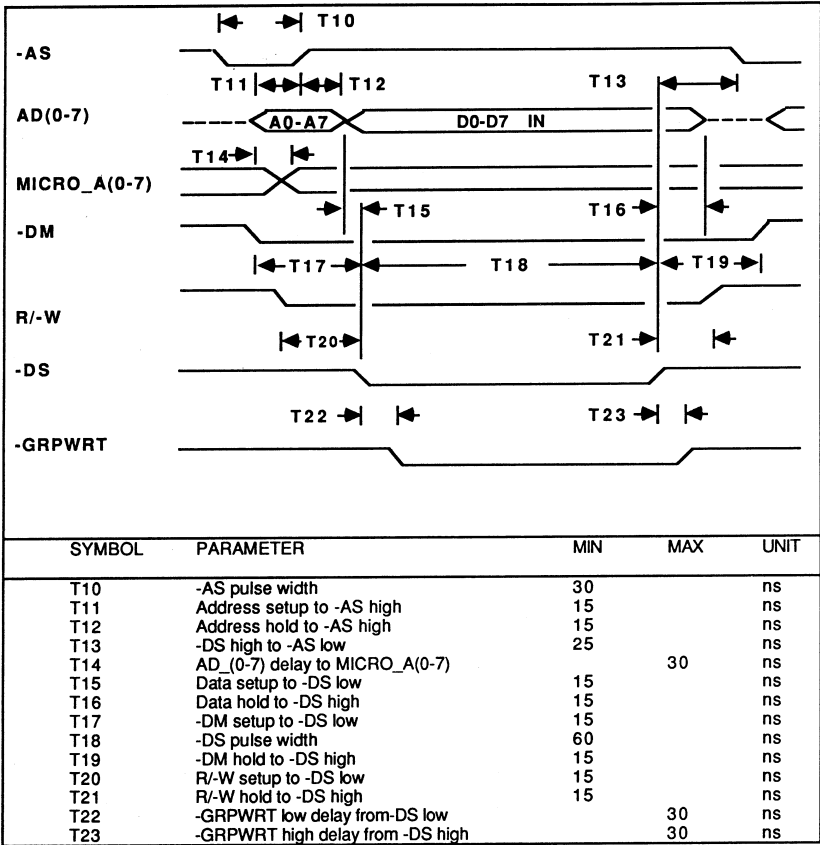 T10
-AS
T11 T12 T13
AD(0-7) A0-A7 D0-D7 IN
T14
MICRO_A(0-7)
T15 T16
-DM
T17 T18 T19
R/-W
T20 T21
-DS
T22 T23
-GRPWRT
SYMBOL PARAMETER MIN MAX UNIT
T10 -AS pulse width 30 ns
T11 Address setup to -AS high 15 ns
T12 Address hold to -AS high 15 ns
T13 -DS high to -AS low 25 ns
T14 AD_(0-7) delay to MICRO_A(0-7) 30 ns
T15 Data setup to -DS low 15 ns
T16 Data hold to -DS high 15 ns
T17 -DM setup to -DS low 15 ns
T18 -DS pulse width 60 ns
T19 -DM hold to -DS high 15 ns
T20 R/-W setup to -DS low 15 ns
T21 R/-W hold to -DS high 15 ns
T22 -GRPWRT low delay from-DS low 30 ns
T23 -GRPWRT high delay from -DS high 30 ns